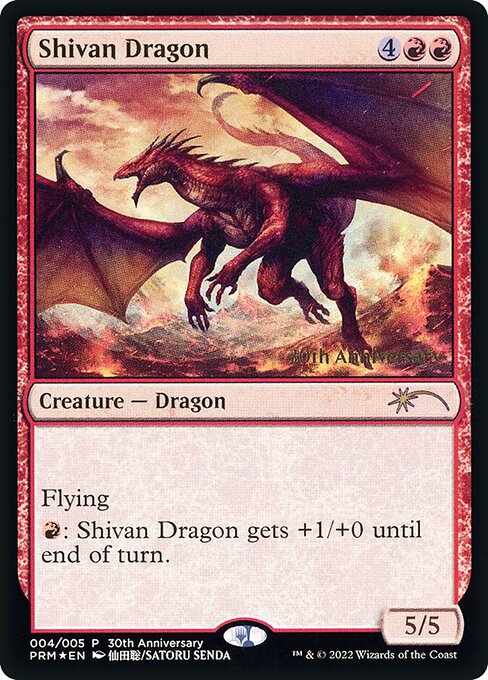 Shivan Dragon 4
30th Anniversary
Creature — Dragon
Flying
: Shivan Dragon gets +1/+0 until
end of turn.
5/5
004/005 P 30th Anniversary
PRM★EN 仙田聡/SATORU SENDA
™ & © 2022 Wizards of the Coast